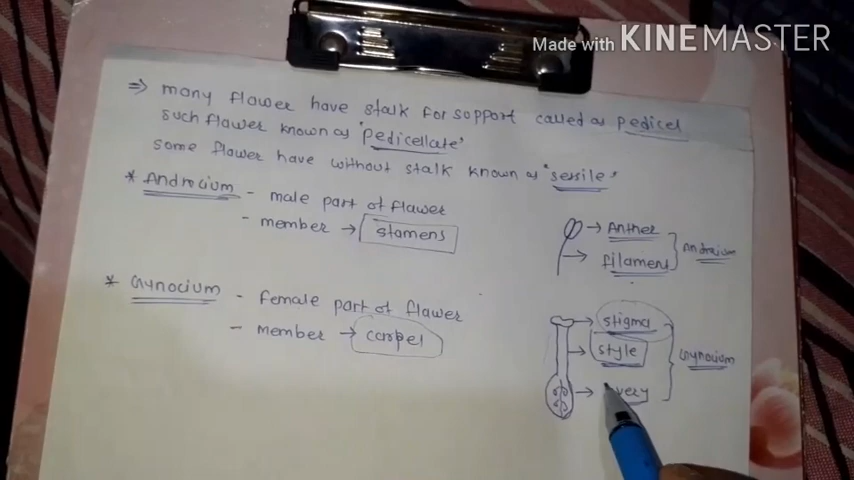 Made with KINEMASTER
⇒ many flower have stalk for support called as pedicel
such flower known as 'pedicellate'
some flower have without stalk known as 'sessile'
* Androcium - male part of flawer
- member → stamens
→ Anther
→ filament
Androcium
* Gynocium - female part of flawer
- member → carpel
→ stigma
→ style
→
Gynocium